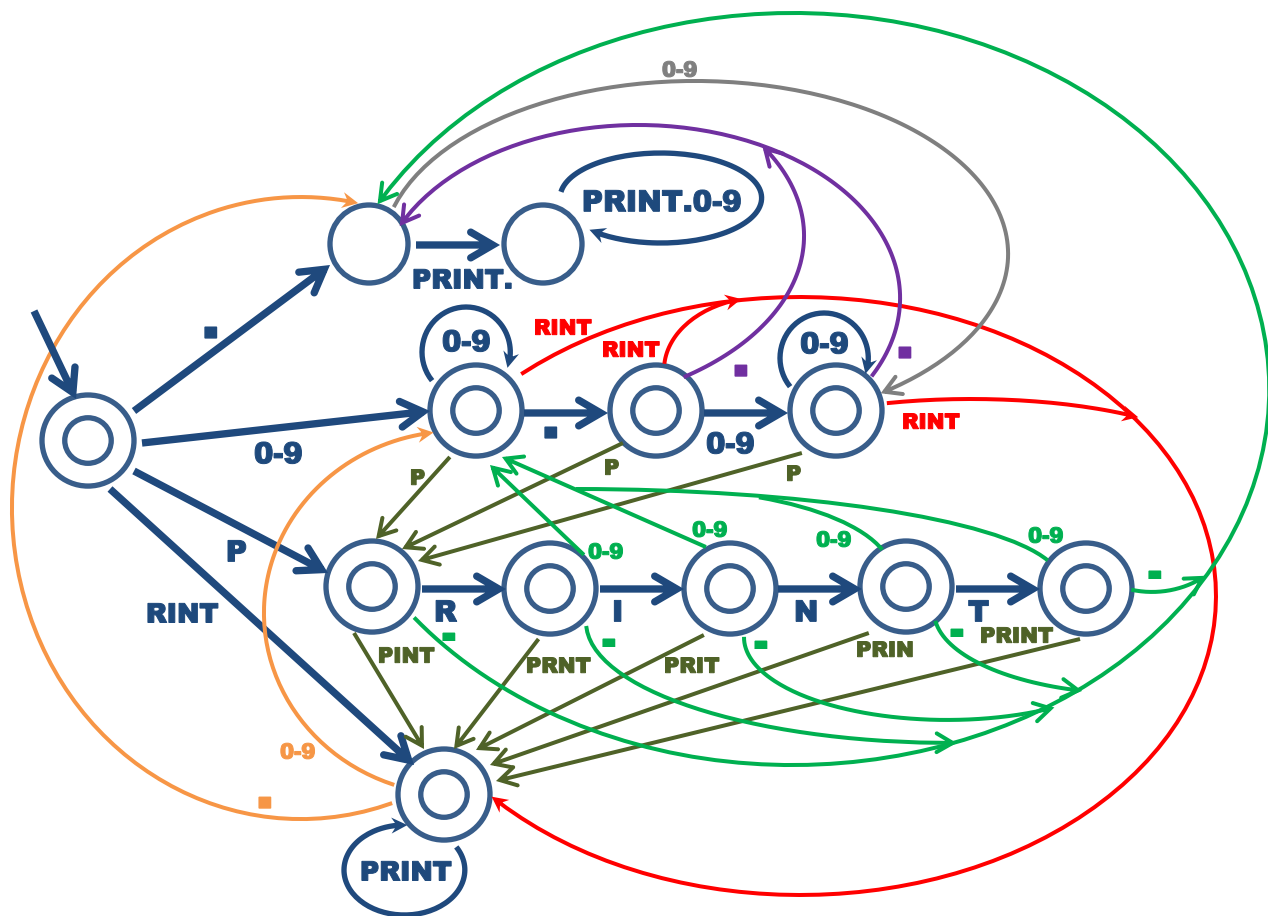 0-9
PRINT.0-9
PRINT.
.
0-9
RINT
RINT
0-9
.
.
RINT
0-9
.
0-9
P
P
P
0-9
0-9
0-9
0-9
P
.
RINT
R
I
N
T
.
.
.
.
PINT
PRNT
PRIT
PRIN
PRINT
0-9
.
PRINT